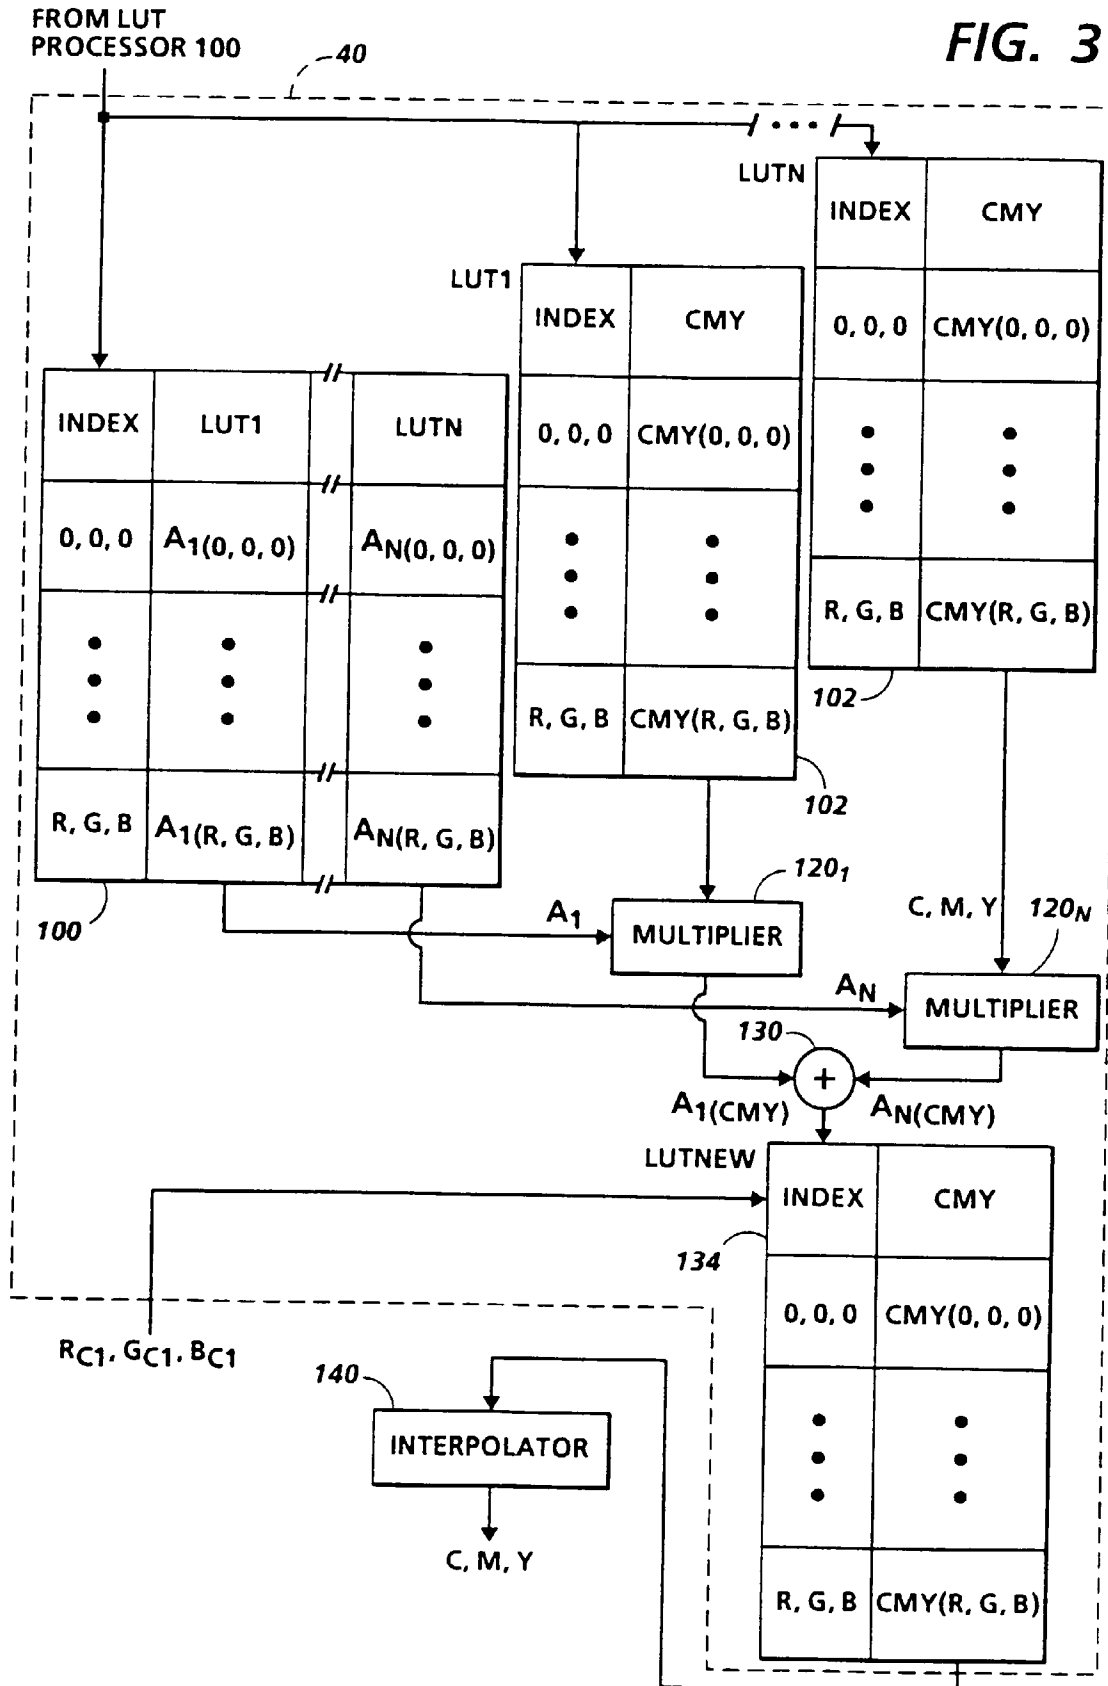 FROM LUT
PROCESSOR 100
40
FIG. 3
LUTN
INDEX CMY
0, 0, 0 CMY(0, 0, 0)
R, G, B CMY(R, G, B)
102
LUT1
INDEX CMY
0, 0, 0 CMY(0, 0, 0)
R, G, B CMY(R, G, B)
102
INDEX LUT1 LUTN
0, 0, 0 A1(0, 0, 0) AN(0, 0, 0)
R, G, B A1(R, G, B) AN(R, G, B)
100
A1
1201
MULTIPLIER
C, M, Y
120N
AN
MULTIPLIER
130
+
A1(CMY)
AN(CMY)
LUTNEW
INDEX CMY
134
0, 0, 0 CMY(0, 0, 0)
R, G, B CMY(R, G, B)
RC1, GC1, BC1
140
INTERPOLATOR
C, M, Y